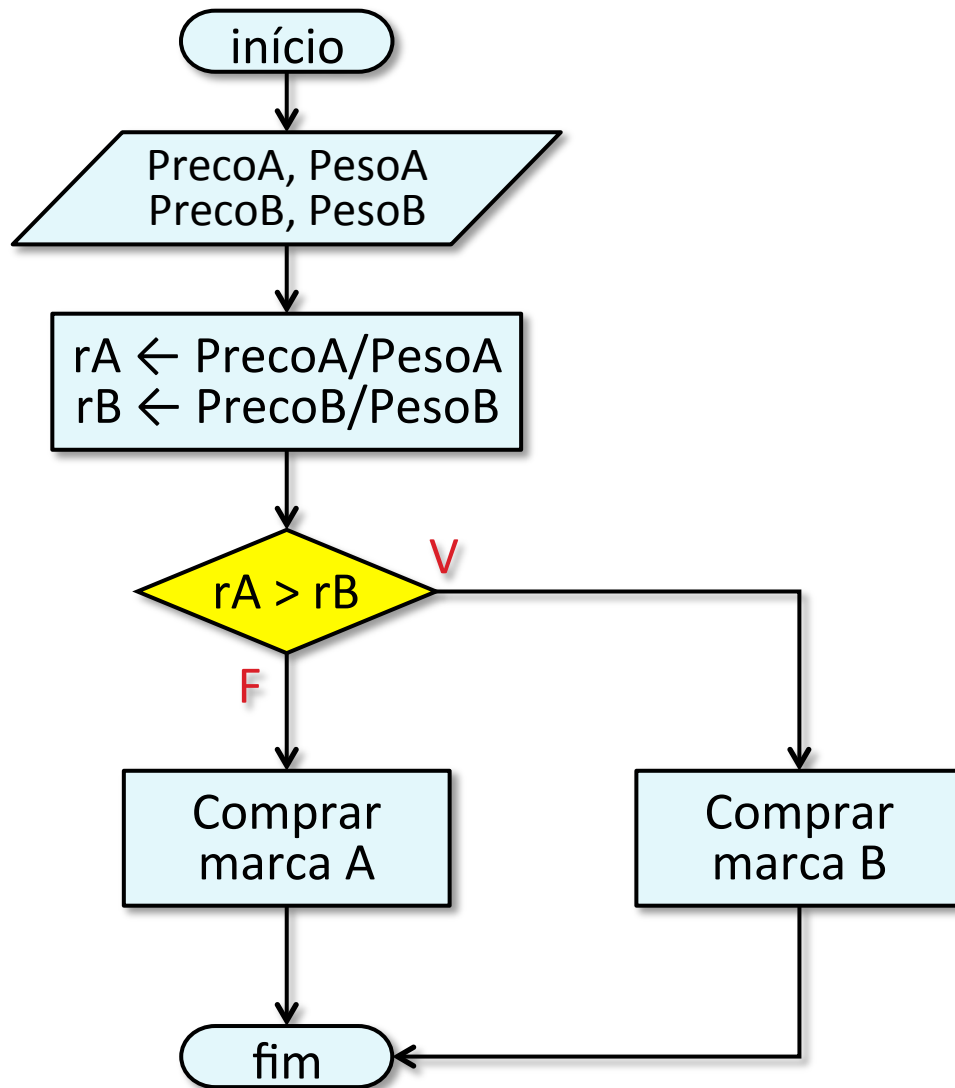 início
PrecoA, PesoA
PrecoB, PesoB
rA ← PrecoA/PesoA
rB ← PrecoB/PesoB
rA > rB
V
F
Comprar
marca A
Comprar
marca B
fim